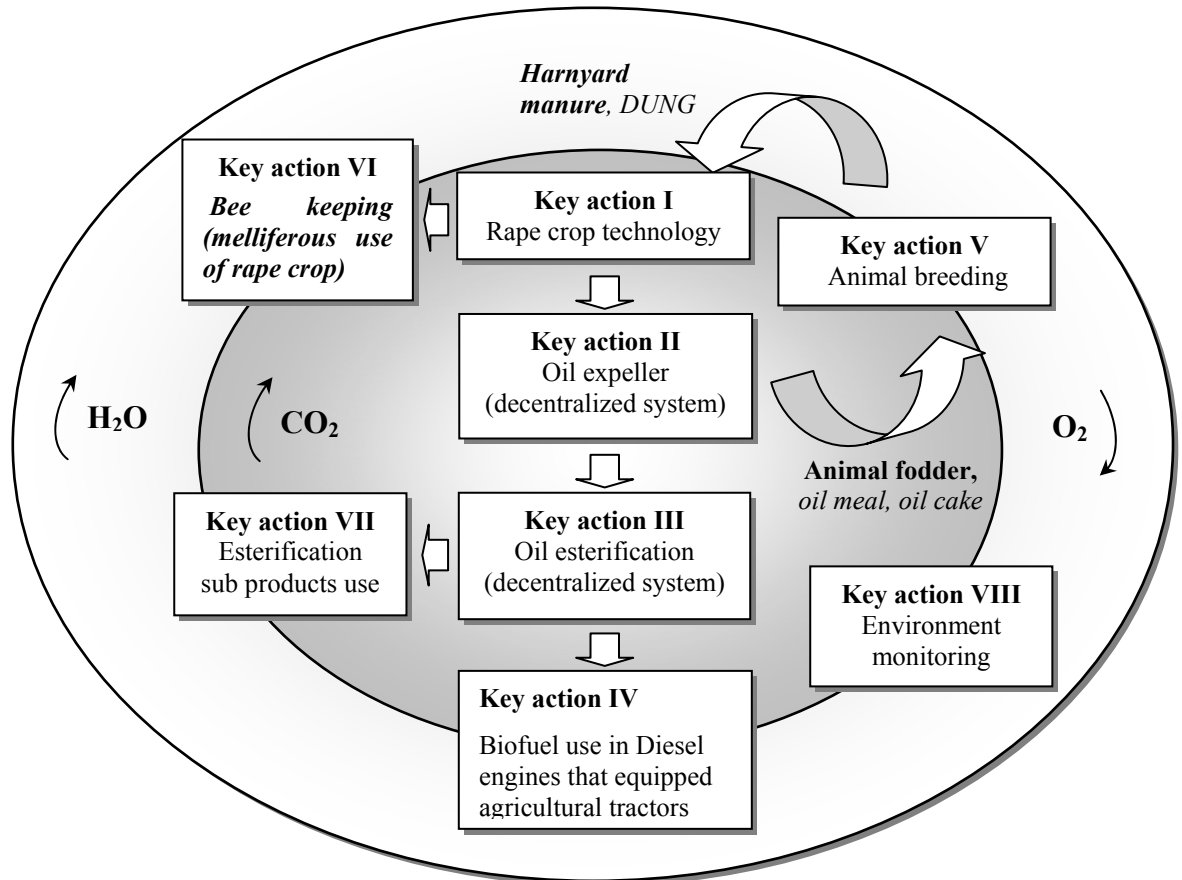 Harnyard
manure, DUNG
Key action VI
Bee keeping
(melliferous use
of rape crop)
Key action I
Rape crop technology
Key action V
Animal breeding
Key action II
Oil expeller
(decentralized system)
H₂O
CO₂
O₂
Animal fodder,
oil meal, oil cake
Key action VII
Esterification
sub products use
Key action III
Oil esterification
(decentralized system)
Key action VIII
Environment
monitoring
Key action IV
Biofuel use in Diesel
engines that equipped
agricultural tractors